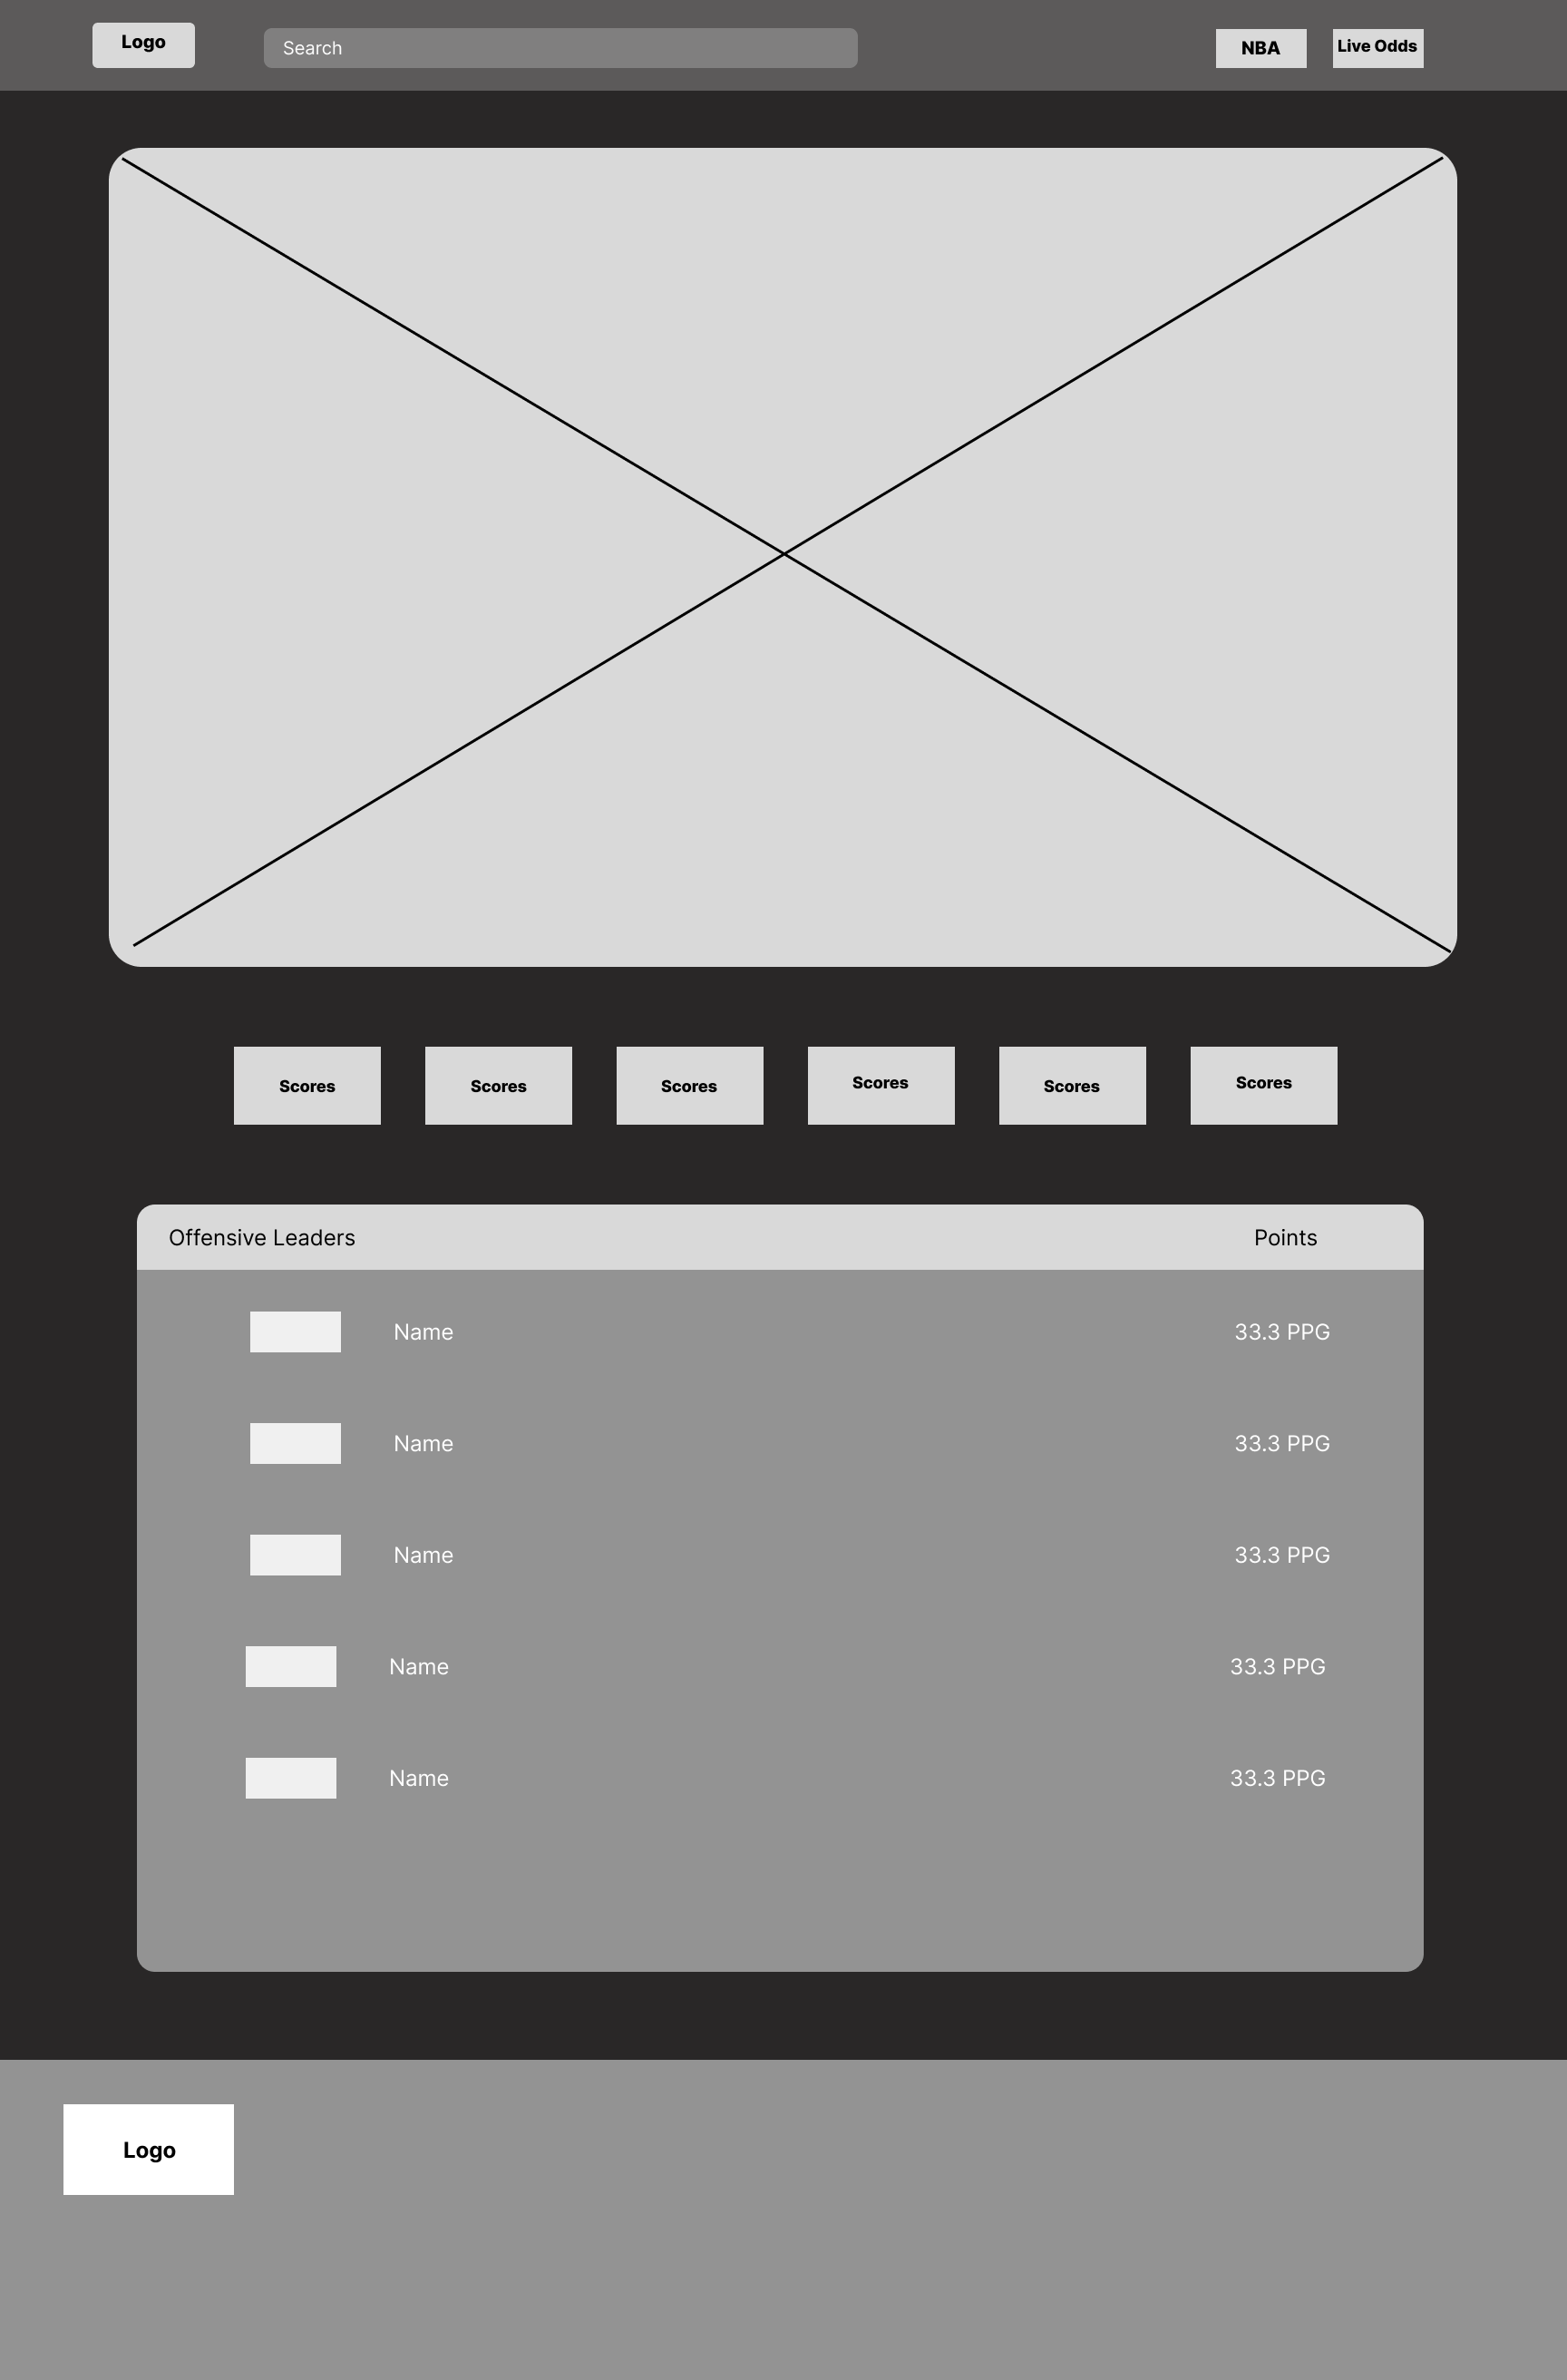 Logo
Search
NBA
Live Odds
Scores
Scores
Scores
Scores
Scores
Scores
Offensive Leaders
Points
Name
33.3 PPG
Name
33.3 PPG
Name
33.3 PPG
Name
33.3 PPG
Name
33.3 PPG
Logo